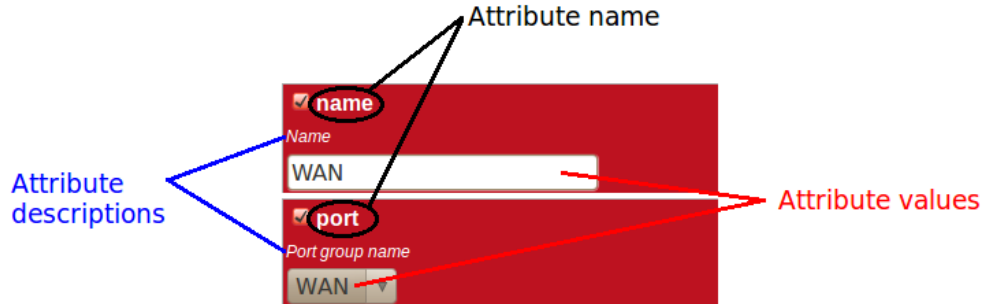 Attribute name
name
Name
WAN
Attribute
descriptions
Attribute values
port
Port group name
WAN